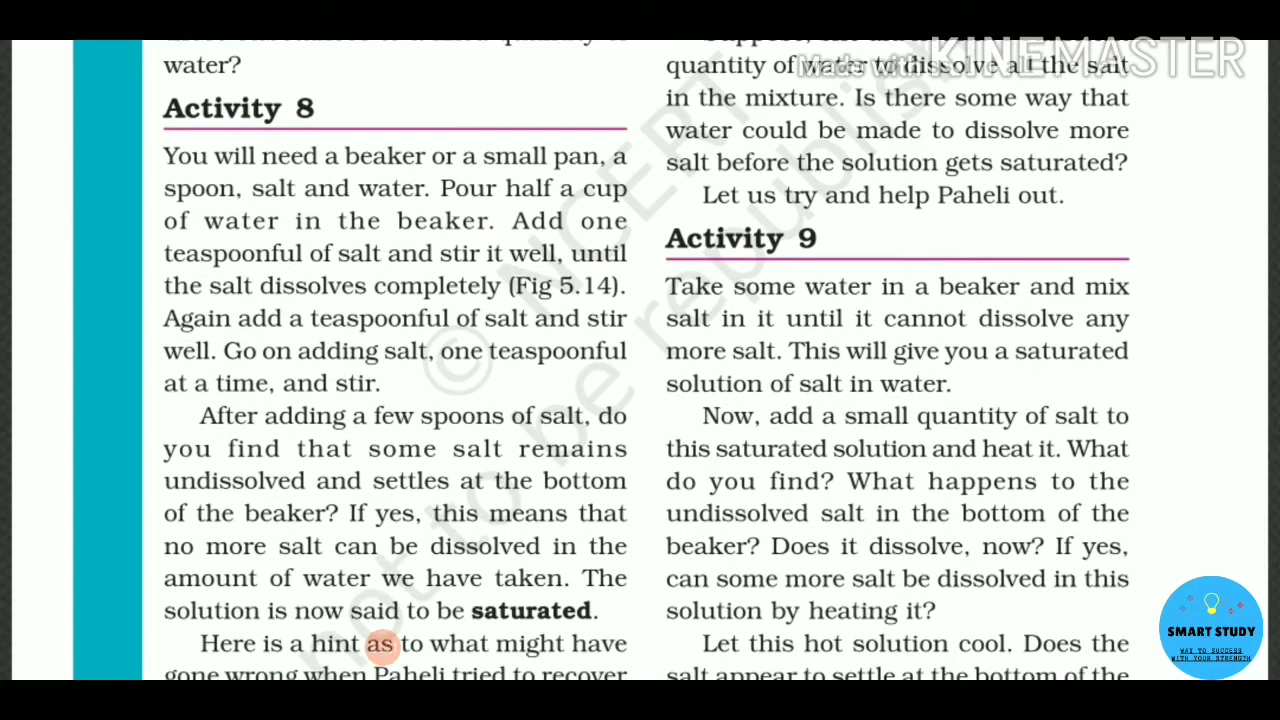 water?
Activity 8
You will need a beaker or a small pan, a
spoon, salt and water. Pour half a cup
of water in the beaker. Add one
teaspoonful of salt and stir it well, until
the salt dissolves completely (Fig 5.14).
Again add a teaspoonful of salt and stir
well. Go on adding salt, one teaspoonful
at a time, and stir.
After adding a few spoons of salt, do
you find that some salt remains
undissolved and settles at the bottom
of the beaker? If yes, this means that
no more salt can be dissolved in the
amount of water we have taken. The
solution is now said to be saturated.
Here is a hint as to what might have
gone wrong when Paheli tried to recover
quantity of water to dissolve all the salt
in the mixture. Is there some way that
water could be made to dissolve more
salt before the solution gets saturated?
Let us try and help Paheli out.
Activity 9
Take some water in a beaker and mix
salt in it until it cannot dissolve any
more salt. This will give you a saturated
solution of salt in water.
Now, add a small quantity of salt to
this saturated solution and heat it. What
do you find? What happens to the
undissolved salt in the bottom of the
beaker? Does it dissolve, now? If yes,
can some more salt be dissolved in this
solution by heating it?
Let this hot solution cool. Does the
salt appear to settle at the bottom of the
© NCERT
not to be republished
Made with KINEMASTER
SMART STUDY
WAY TO SUCCESS
WITH YOUR STRENGTH